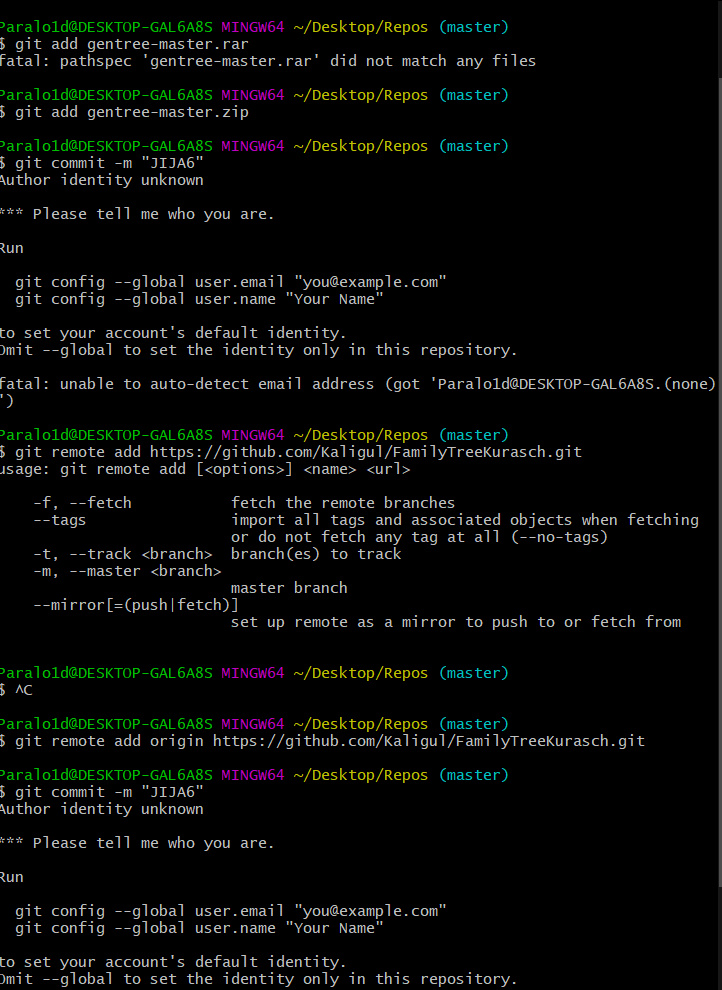 Paralo1d@DESKTOP-GAL6A8S MINGW64 ~/Desktop/Repos (master)
$ git add gentree-master.rar
fatal: pathspec 'gentree-master.rar' did not match any files
Paralo1d@DESKTOP-GAL6A8S MINGW64 ~/Desktop/Repos (master)
$ git add gentree-master.zip
Paralo1d@DESKTOP-GAL6A8S MINGW64 ~/Desktop/Repos (master)
$ git commit -m "JIJA6"
Author identity unknown
*** Please tell me who you are.
Run
git config --global user.email "you@example.com"
git config --global user.name "Your Name"
to set your account's default identity.
Omit --global to set the identity only in this repository.
fatal: unable to auto-detect email address (got 'Paralo1d@DESKTOP-GAL6A8S.(none)
')
Paralo1d@DESKTOP-GAL6A8S MINGW64 ~/Desktop/Repos (master)
$ git remote add https://github.com/Kaligul/FamilyTreeKurasch.git
usage: git remote add [<options>] <name> <url>
-f, --fetch fetch the remote branches
--tags import all tags and associated objects when fetching
or do not fetch any tag at all (--no-tags)
-t, --track <branch> branch(es) to track
-m, --master <branch>
master branch
--mirror[=(push|fetch)]
set up remote as a mirror to push to or fetch from
Paralo1d@DESKTOP-GAL6A8S MINGW64 ~/Desktop/Repos (master)
$ ^C
Paralo1d@DESKTOP-GAL6A8S MINGW64 ~/Desktop/Repos (master)
$ git remote add origin https://github.com/Kaligul/FamilyTreeKurasch.git
Paralo1d@DESKTOP-GAL6A8S MINGW64 ~/Desktop/Repos (master)
$ git commit -m "JIJA6"
Author identity unknown
*** Please tell me who you are.
Run
git config --global user.email "you@example.com"
git config --global user.name "Your Name"
to set your account's default identity.
Omit --global to set the identity only in this repository.